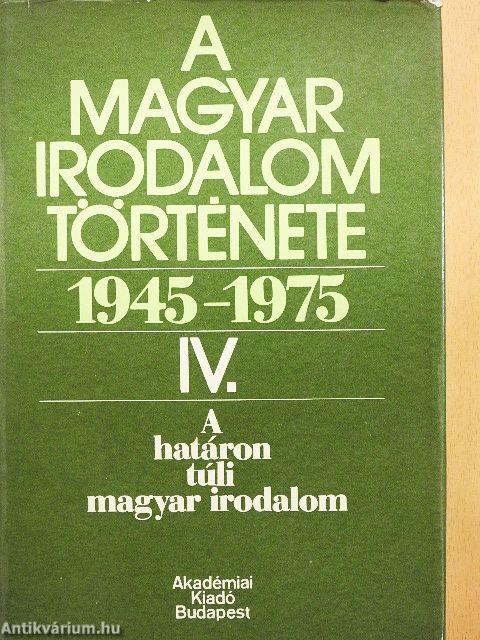 A
MAGYAR
IRODALOM
TÖRTÉNETE
1945-1975
IV.
A
határon
túli
magyar irodalom
Akadémiai
Kiadó
Budapest
Antikvárium.hu